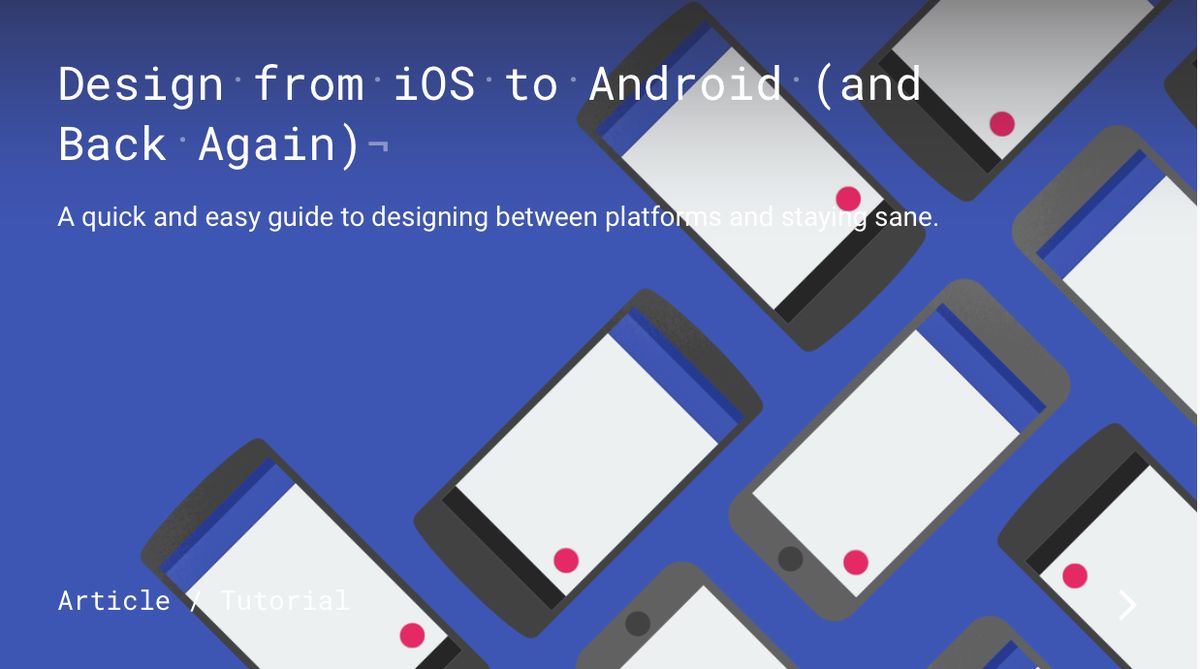 Design·from·iOS·to·Android·(and
Back·Again)¬
A quick and easy guide to designing between platforms and staying sane.
Article / Tutorial